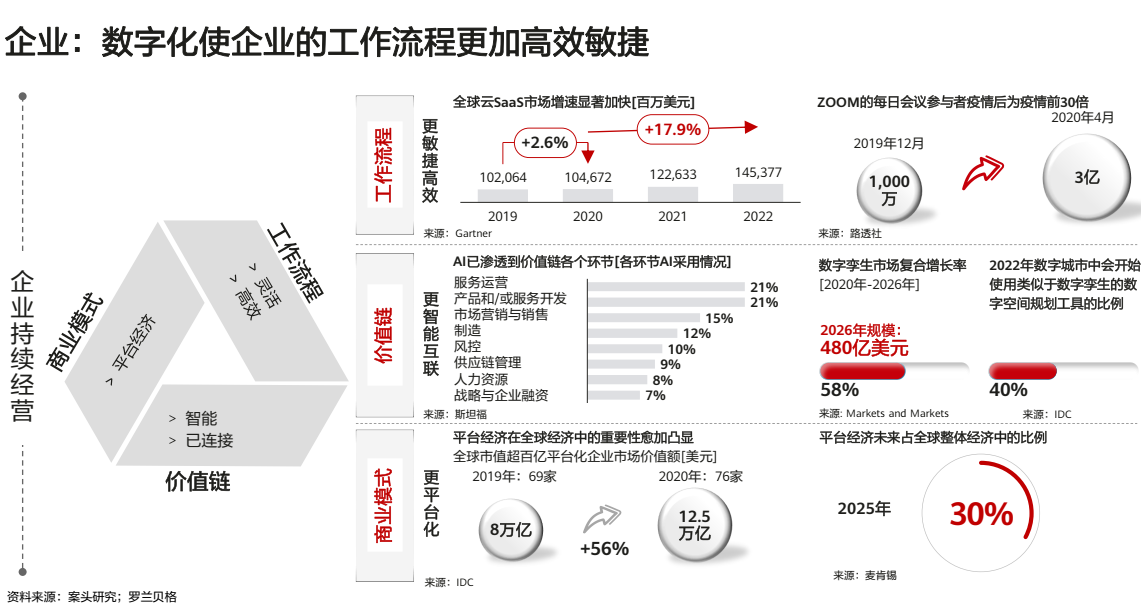 企业：数字化使企业的工作流程更加高效敏捷
企业持续经营
商业模式
> 平台经济
工作流程
> 灵活
> 高效
> 智能
> 已连接
价值链
工作流程
更敏捷高效
全球云SaaS市场增速显著加快[百万美元]
+2.6%
+17.9%
102,064
104,672
122,633
145,377
2019
2020
2021
2022
来源：Gartner
ZOOM的每日会议参与者疫情后为疫情前30倍
2019年12月
2020年4月
1,000
万
3亿
来源：路透社
价值链
更智能互联
AI已渗透到价值链各个环节[各环节AI采用情况]
服务运营
21%
产品和/或服务开发
21%
市场营销与销售
15%
制造
12%
风控
10%
供应链管理
9%
人力资源
8%
战略与企业融资
7%
来源：斯坦福
数字孪生市场复合增长率
[2020年-2026年]
2026年规模：
480亿美元
58%
来源: Markets and Markets
2022年数字城市中会开始
使用类似于数字孪生的数
字空间规划工具的比例
40%
来源：IDC
商业模式
更平台化
平台经济在全球经济中的重要性愈加凸显
全球市值超百亿平台化企业市场价值额[美元]
2019年：69家
2020年：76家
8万亿
+56%
12.5
万亿
来源：IDC
平台经济未来占全球整体经济中的比例
2025年
30%
来源：麦肯锡
资料来源：案头研究；罗兰贝格